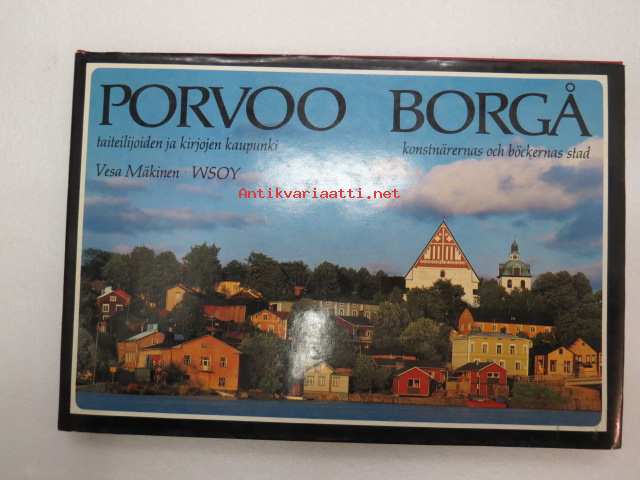 PORVOO BORGÅ
taiteilijoiden ja kirjojen kaupunki konstnärernas och böckernas stad
Vesa Mäkinen WSOY
Antikvariaatti.net